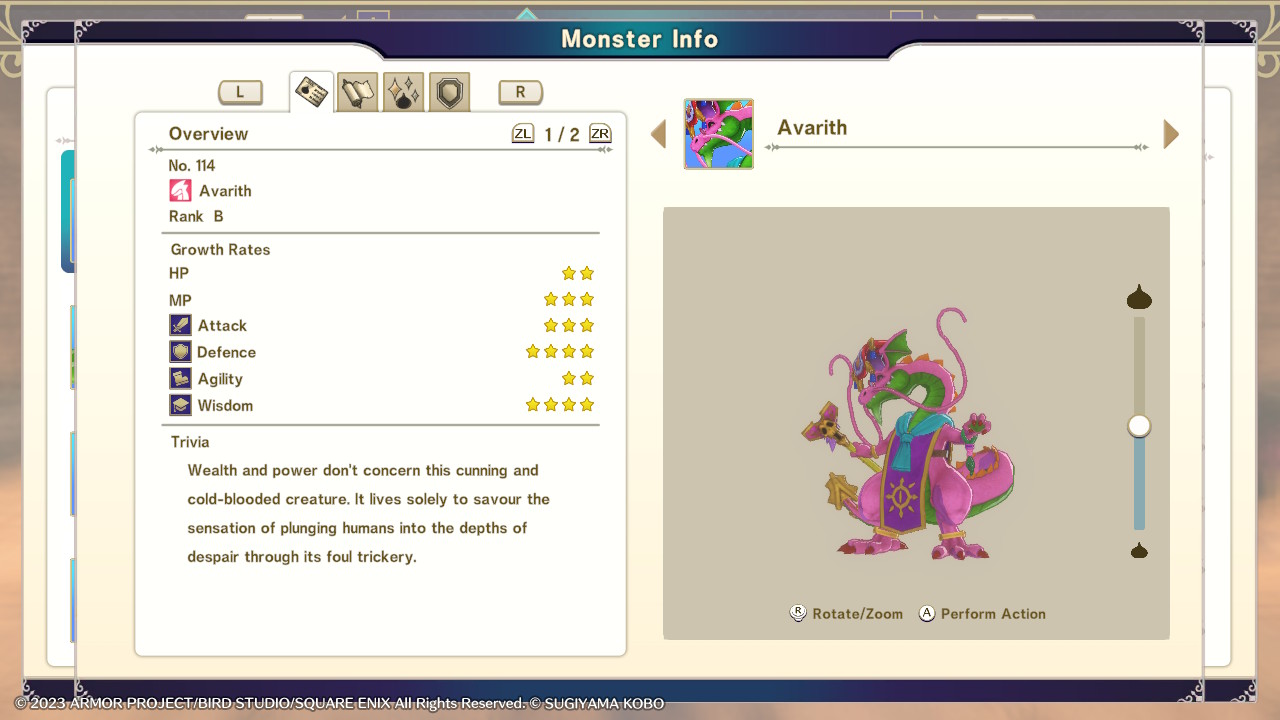 Monster Info
L
R
Overview
ZL 1 / 2 ZR
No. 114
Avarith
Rank B
Growth Rates
HP
MP
Attack
Defence
Agility
Wisdom
Trivia
Wealth and power don't concern this cunning and
cold-blooded creature. It lives solely to savour the
sensation of plunging humans into the depths of
despair through its foul trickery.
Avarith
R Rotate/Zoom A Perform Action
© 2023 ARMOR PROJECT/BIRD STUDIO/SQUARE ENIX All Rights Reserved. © SUGIYAMA KOBO